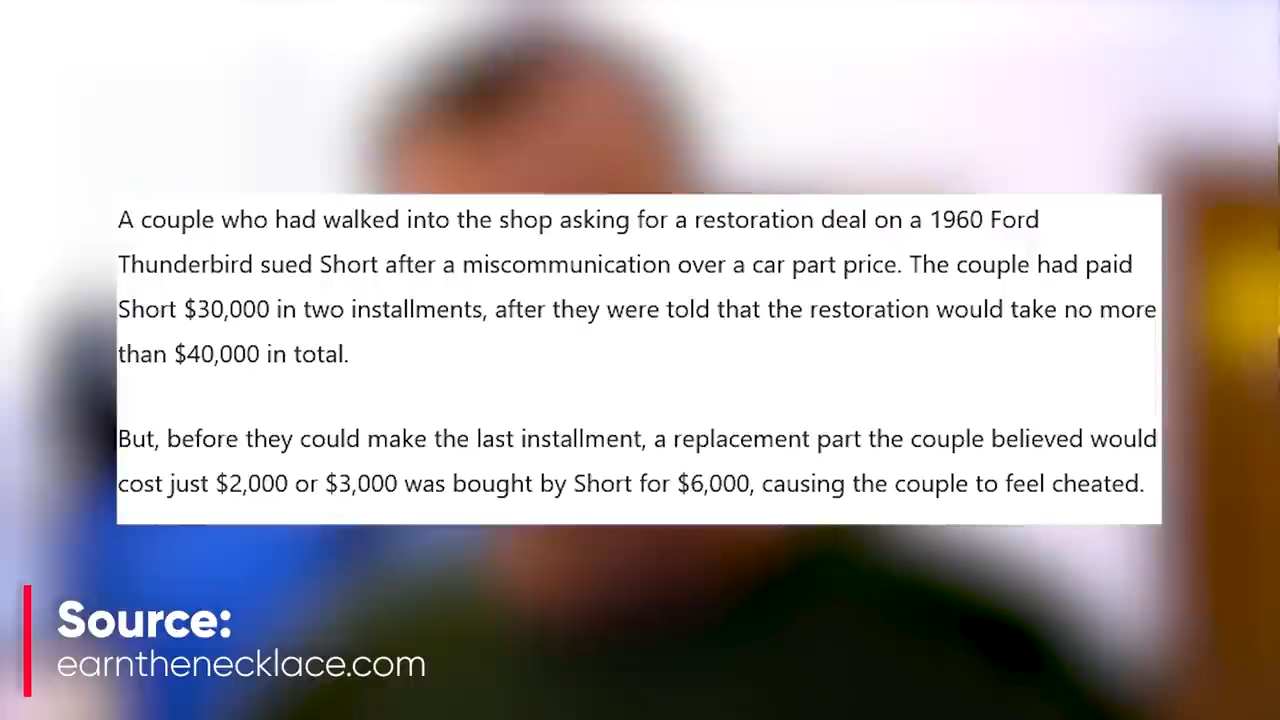 A couple who had walked into the shop asking for a restoration deal on a 1960 Ford
Thunderbird sued Short after a miscommunication over a car part price. The couple had paid
Short $30,000 in two installments, after they were told that the restoration would take no more
than $40,000 in total.
But, before they could make the last installment, a replacement part the couple believed would
cost just $2,000 or $3,000 was bought by Short for $6,000, causing the couple to feel cheated.
Source:
earnthenecklace.com